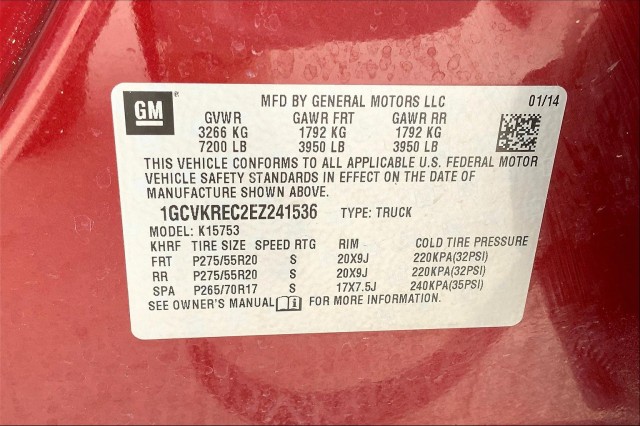 GM ®
MFD BY GENERAL MOTORS LLC 01/14
GVWR GAWR FRT GAWR RR
3266 KG 1792 KG 1792 KG
7200 LB 3950 LB 3950 LB
THIS VEHICLE CONFORMS TO ALL APPLICABLE U.S. FEDERAL MOTOR
VEHICLE SAFETY STANDARDS IN EFFECT ON THE DATE OF
MANUFACTURE SHOWN ABOVE.
1GCVKREC2EZ241536 TYPE: TRUCK
MODEL: K15753
KHRF TIRE SIZE SPEED RTG RIM COLD TIRE PRESSURE
FRT P275/55R20 S 20X9J 220KPA(32PSI)
RR P275/55R20 S 20X9J 220KPA(32PSI)
SPA P265/70R17 S 17X7.5J 240KPA(35PSI)
SEE OWNER'S MANUAL FOR MORE INFORMATION.